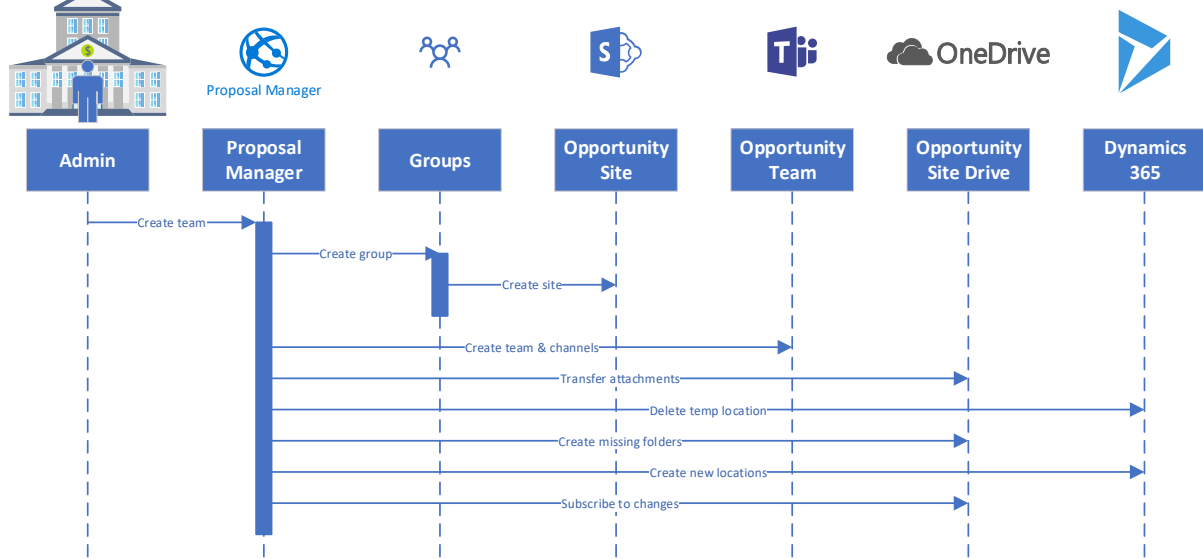 $
S
T
OneDrive
Proposal Manager
Admin
Proposal
Manager
Groups
Opportunity
Site
Opportunity
Team
Opportunity
Site Drive
Dynamics
365
Create team
Create group
Create site
Create team & channels
Transfer attachments
Delete temp location
Create missing folders
Create new locations
Subscribe to changes